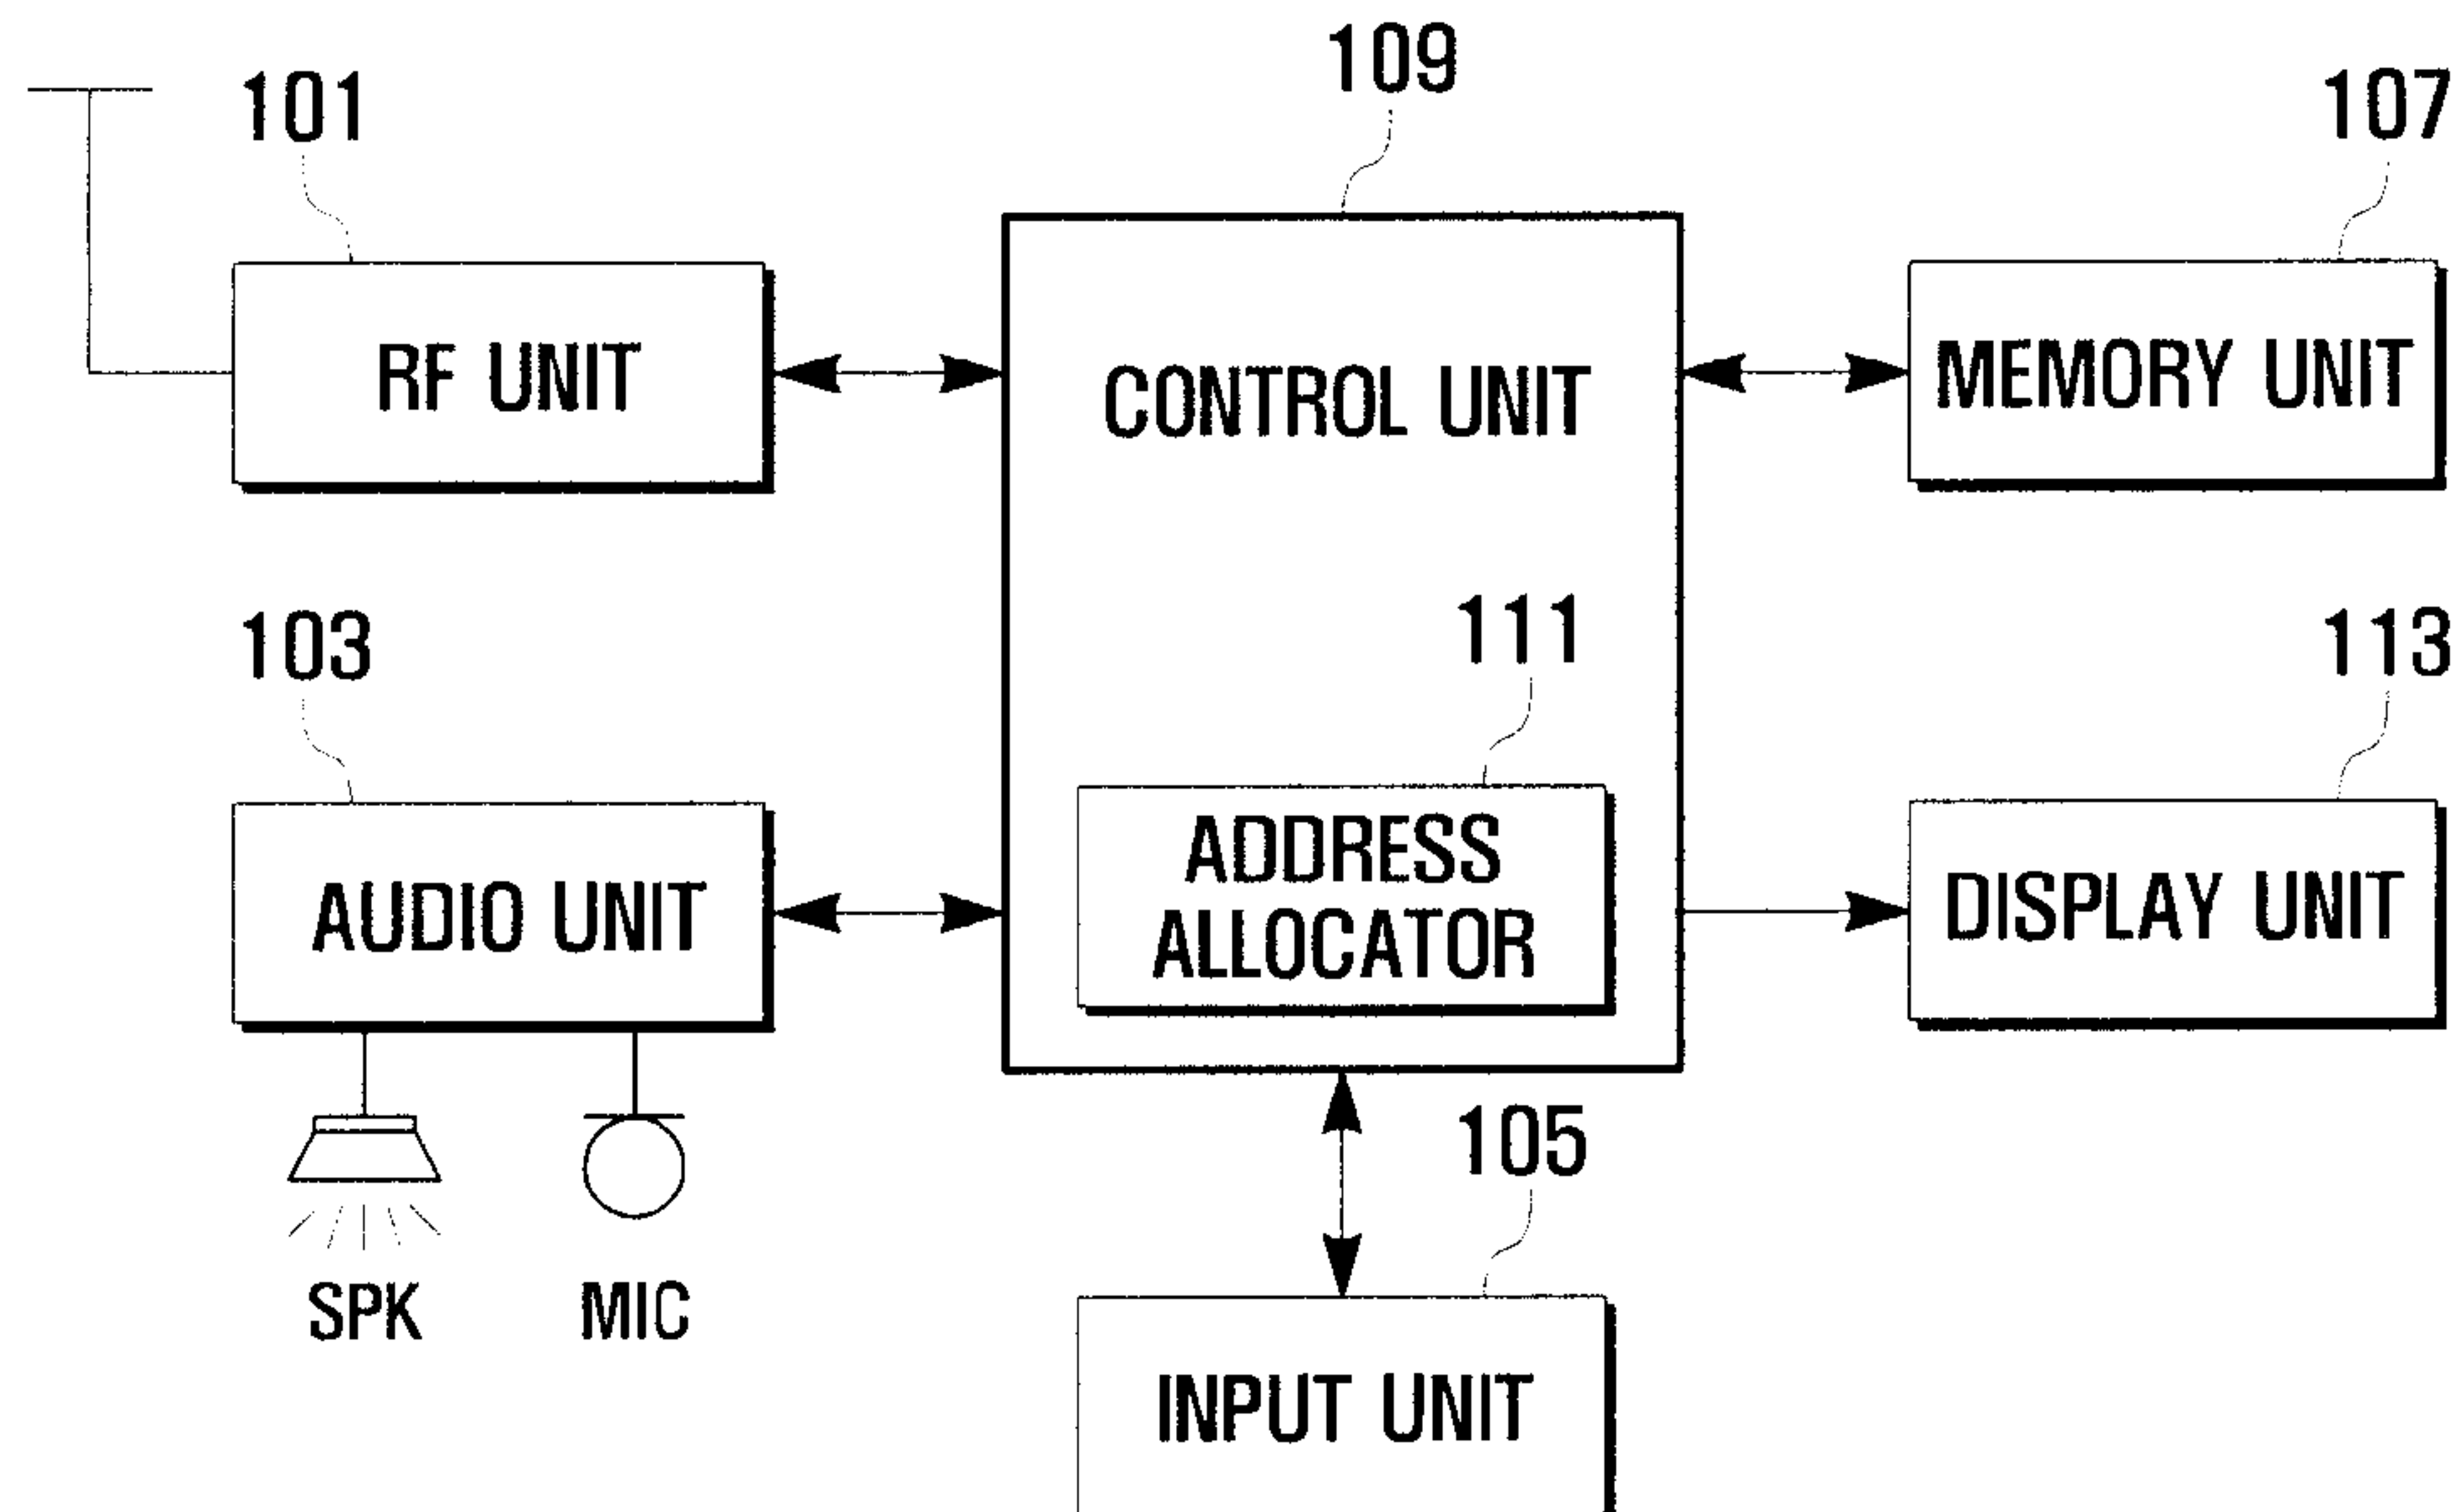 109
101
107
RF UNIT
CONTROL UNIT
MEMORY UNIT
103
111
113
AUDIO UNIT
ADDRESS
ALLOCATOR
DISPLAY UNIT
105
SPK
MIC
INPUT UNIT